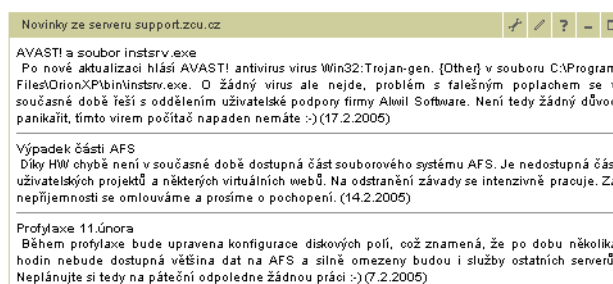 Novinky ze serveru support.zcu.cz
AVAST! a soubor instsrv.exe
Po nové aktualizaci hlásí AVAST! antivirus virus Win32:Trojan-gen. {Other} v souboru C:\Program
Files\OrionXP\bin\instsrv.exe. O žádný virus ale nejde, problém s falešným poplachem se v
současné době řeší s oddělením uživatelské podpory firmy Alwil Software. Není tedy žádný důvod
panikařit, tímto virem počítač napaden nemáte :-) (17.2.2005)
Výpadek části AFS
Díky HW chybě není v současné době dostupná část souborového systému AFS. Je nedostupná část
uživatelských projektů a některých virtuálních webů. Na odstranění závady se intenzivně pracuje. Za
nepříjemnosti se omlouváme a prosíme o pochopení. (14.2.2005)
Profylaxe 11.února
Během profylaxe bude upravena konfigurace diskových polí, což znamená, že po dobu několika
hodin nebude dostupná většina dat na AFS a silně omezeny budou i služby ostatních serverů
Neplánujte si tedy na páteční odpoledne žádnou práci :-) (7.2.2005)